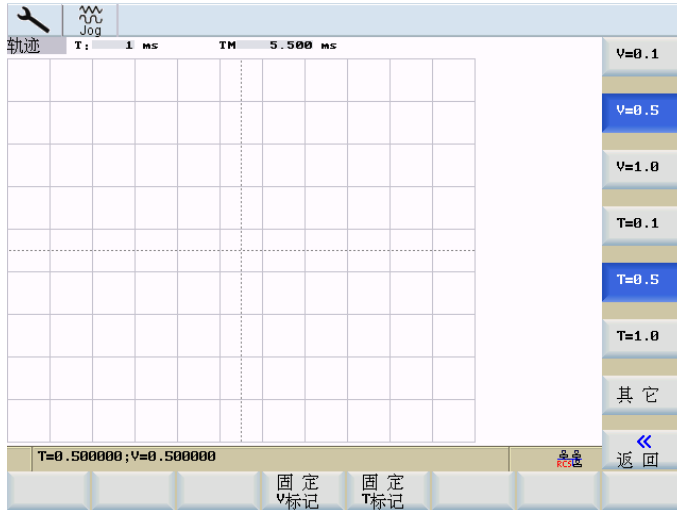 Jog
轨迹 T: 1 ms TM 5.500 ms
V=0.1
V=0.5
V=1.0
T=0.1
T=0.5
T=1.0
其它
«
返回
T=0.500000;V=0.500000
RCS
固定
V标记
固定
T标记